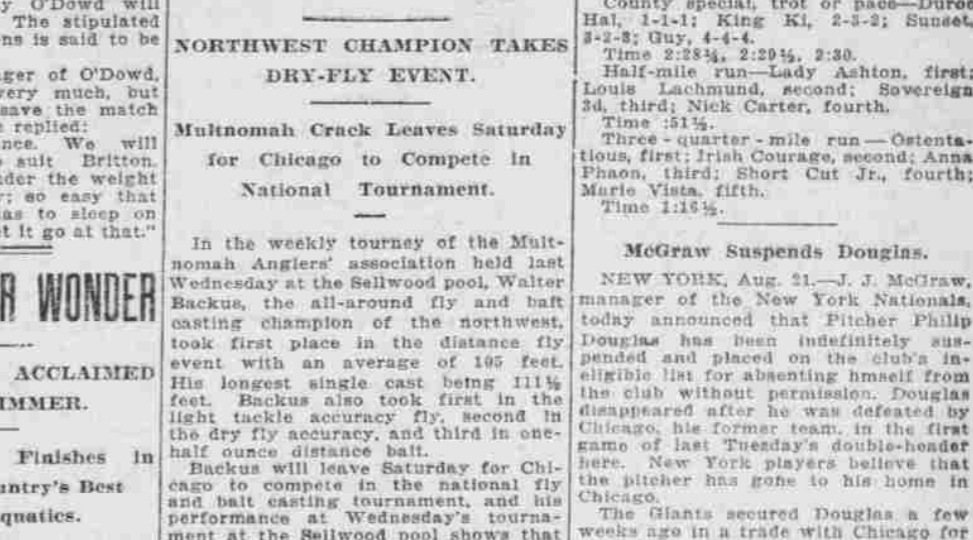 y O'Dowd will
The stipulated
ns is said to be
ger of O'Dowd,
very much, but
save the match
replied:
nce. We will
suit Britton.
der the weight
; so easy that
as to sleep on
t it go at that."
R WONDER
ACCLAIMED
IMMER.
Finishes in
untry's Best
quatics.
NORTHWEST CHAMPION TAKES
DRY-FLY EVENT.
Multnomah Crack Leaves Saturday
for Chicago to Compete in
National Tournament.
In the weekly tourney of the Mult-
nomah Anglers' association held last
Wednesday at the Sellwood pool, Walter
Backus, the all-around fly and bait
casting champion of the northwest,
took first place in the distance fly
event with an average of 105 feet.
His longest single cast being 111½
feet. Backus also took first in the
light tackle accuracy fly, second in
the dry fly accuracy, and third in one-
half ounce distance bait.
Backus will leave Saturday for Chi-
cago to compete in the national fly
and bait casting tournament, and his
performance at Wednesday's tourna-
ment at the Sellwood pool shows that
County special, trot or pace—Duroc
Hal, 1-1-1; King Ki, 2-3-2; Sunset,
3-2-3; Guy, 4-4-4.
Time 2:28¼, 2:29½, 2:30.
Half-mile run—Lady Ashton, first;
Louis Lachmund, second; Sovereign
3d, third; Nick Carter, fourth.
Time :51½.
Three-quarter-mile run—Ostenta-
tious, first; Irish Courage, second; Anna
Phaon, third; Short Cut Jr., fourth;
Marie Vista, fifth.
Time 1:16½.
McGraw Suspends Douglas.
NEW YORK, Aug. 21.—J. J. McGraw,
manager of the New York Nationals,
today announced that Pitcher Philip
Douglas has been indefinitely sus-
pended and placed on the club's in-
eligible list for absenting hmself from
the club without permission. Douglas
disappeared after he was defeated by
Chicago, his former team, in the first
game of last Tuesday's double-header
here. New York players believe that
the pitcher has gone to his home in
Chicago.
The Giants secured Douglas a few
weeks ago in a trade with Chicago for